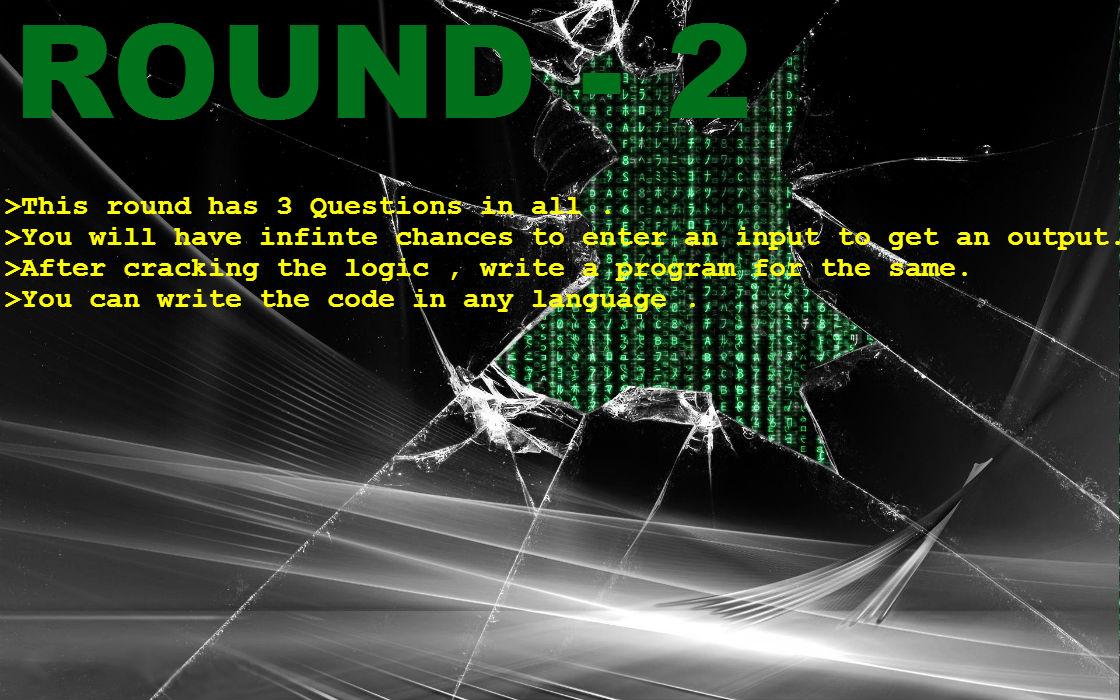 ROUND - 2
>This round has 3 Questions in all .
>You will have infinte chances to enter an input to get an output.
>After cracking the logic , write a program for the same.
>You can write the code in any language .